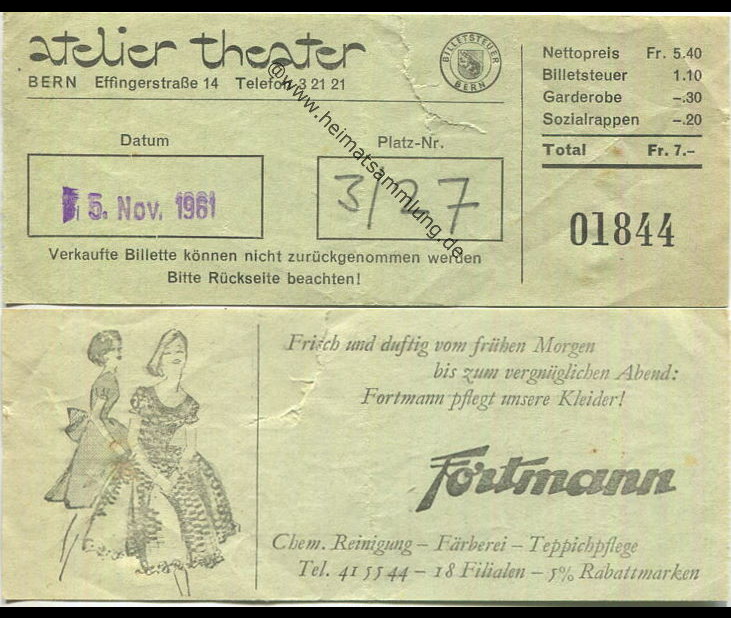 atelier theater
BERN Effingerstraße 14 Telefon 3 21 21
BILLETSTEUER BERN
Nettopreis Fr. 5.40
Billetsteuer 1.10
Garderobe –.30
Sozialrappen –.20
Total Fr. 7.–
Datum
Platz-Nr.
5. Nov. 1961
3/27
01844
Verkaufte Billette können nicht zurückgenommen werden
Bitte Rückseite beachten!
@www.heimatsammlung.de
Frisch und duftig vom frühen Morgen
bis zum vergnüglichen Abend:
Fortmann pflegt unsere Kleider!
Fortmann
Chem. Reinigung – Färberei – Teppichpflege
Tel. 41 55 44 – 18 Filialen – 5% Rabattmarken